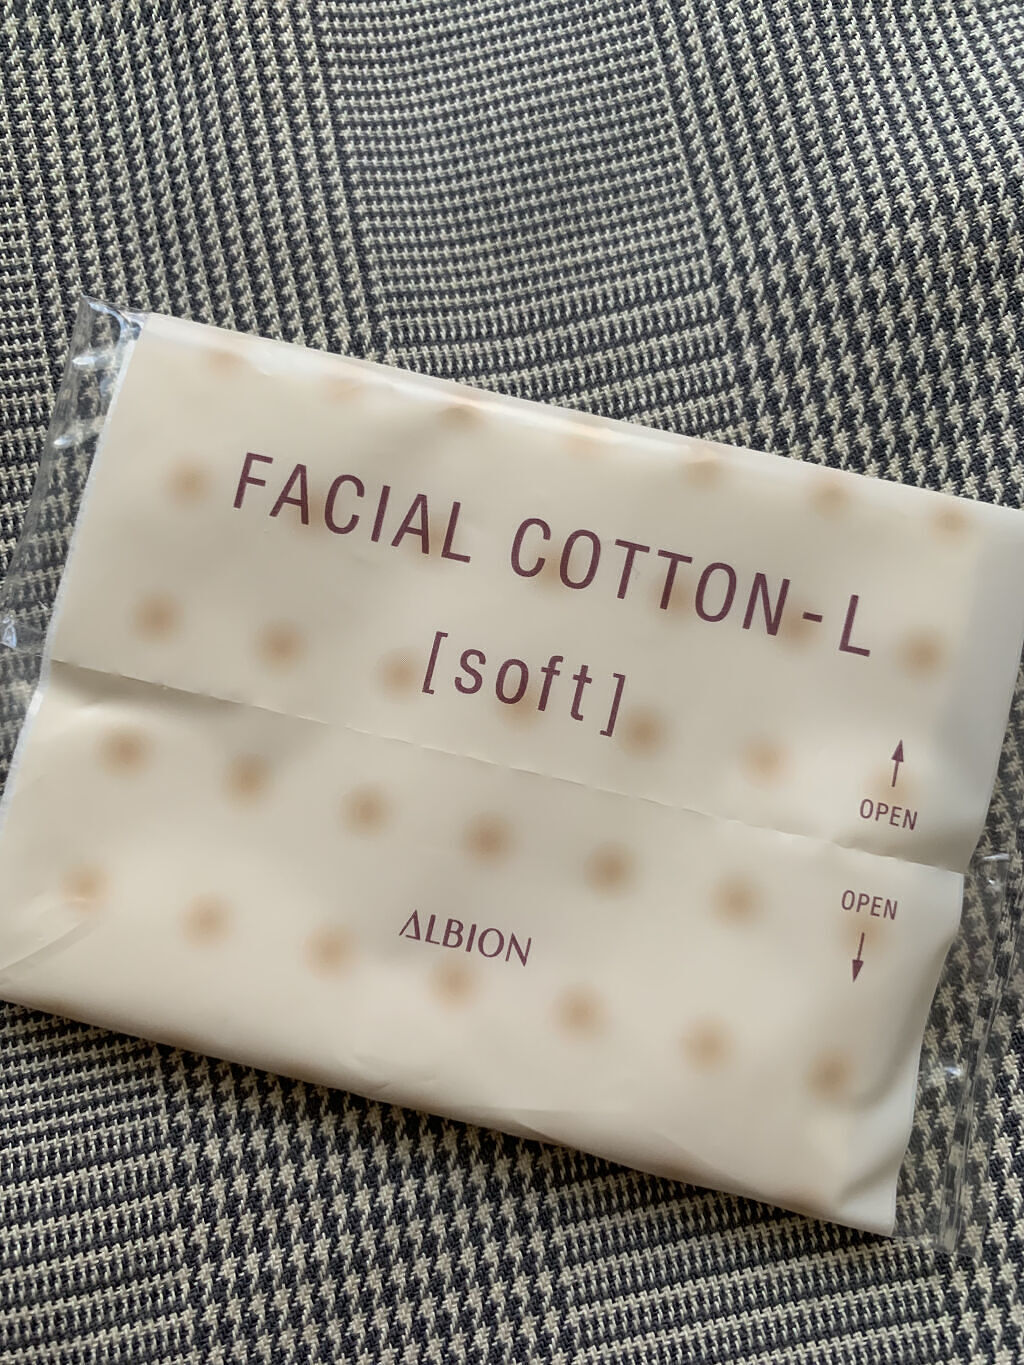 FACIAL COTTON-L
[soft]
OPEN
OPEN
ALBION